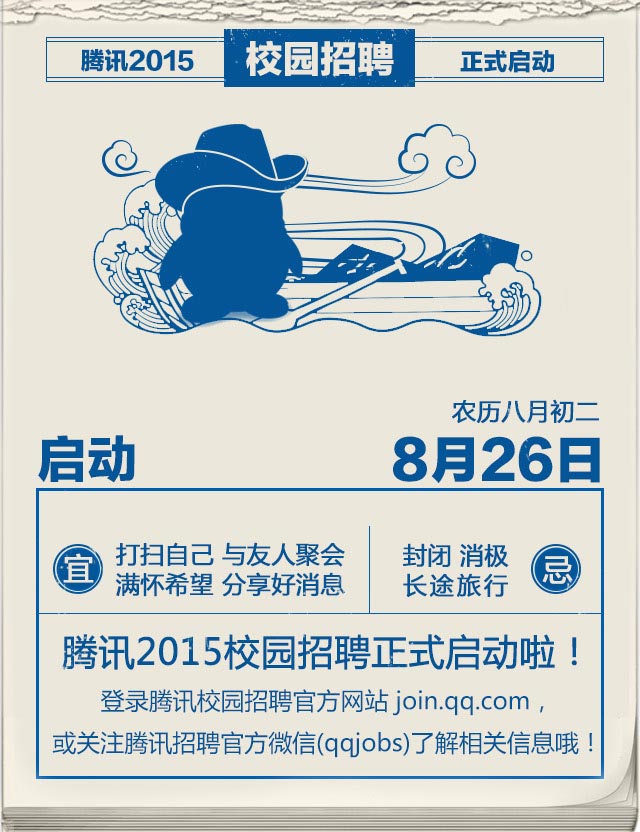 腾讯2015 校园招聘 正式启动
农历八月初二
启动 8月26日
宜 打扫自己 与友人聚会 封闭 消极 忌
满怀希望 分享好消息 长途旅行
腾讯2015校园招聘正式启动啦！
登录腾讯校园招聘官方网站 join.qq.com，
或关注腾讯招聘官方微信(qqjobs)了解相关信息哦！